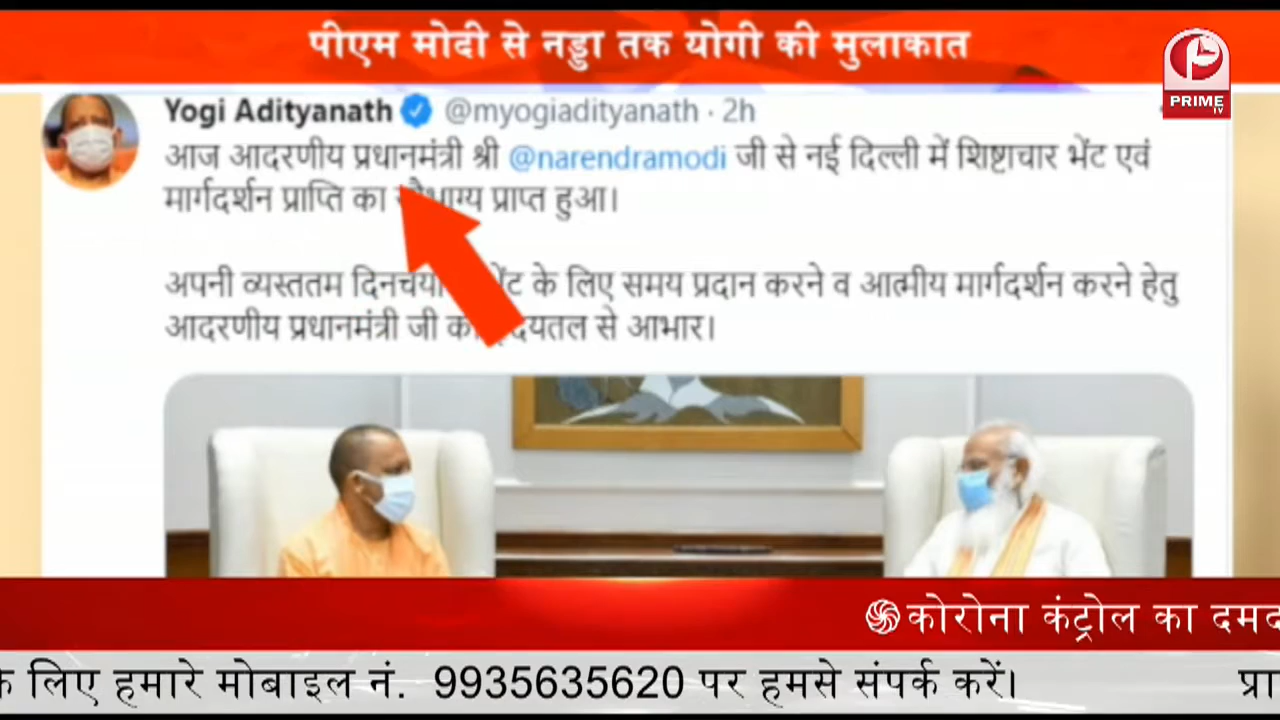 पीएम मोदी से नड्डा तक योगी की मुलाकात
PRIME
TV
Yogi Adityanath @myogiadityanath · 2h
आज आदरणीय प्रधानमंत्री श्री @narendramodi जी से नई दिल्ली में शिष्टाचार भेंट एवं
मार्गदर्शन प्राप्ति का सौभाग्य प्राप्त हुआ।
अपनी व्यस्ततम भेंट के लिए समय प्रदान करने व आत्मीय मार्गदर्शन करने हेतु
आदरणीय प्रधानमंत्री जी से आभार।
कोरोना कंट्रोल का दमद
के लिए हमारे मोबाइल नं. 9935635620 पर हमसे संपर्क करें। प्रा